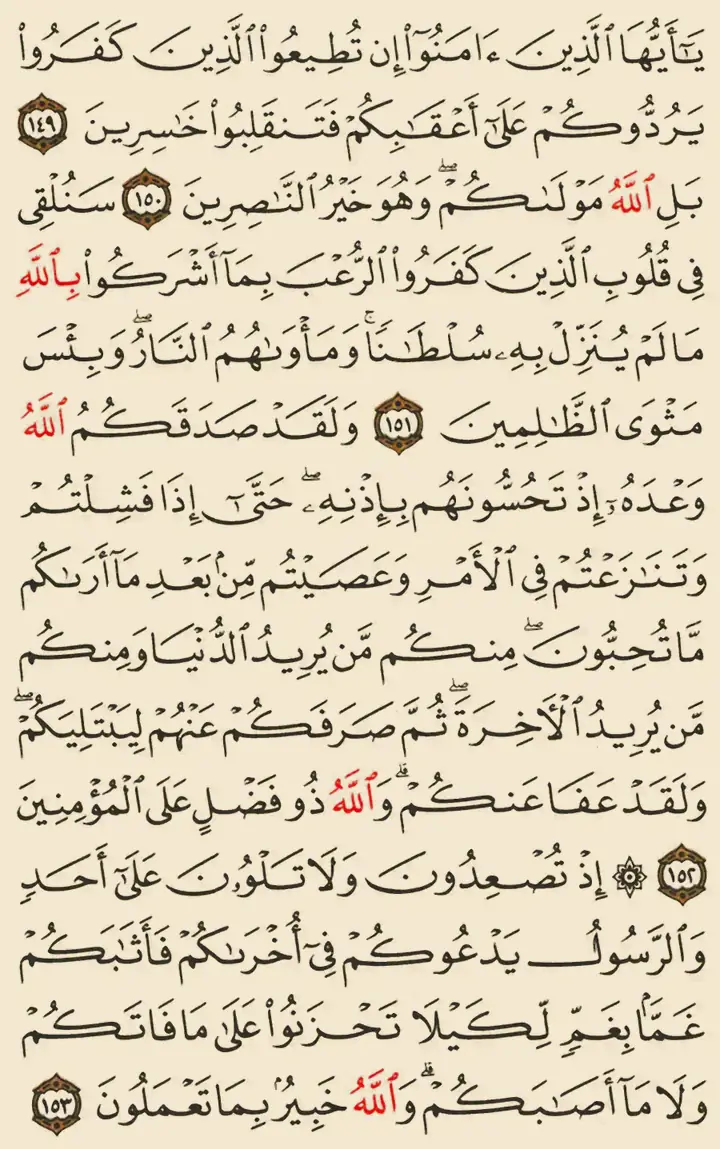 يَـٰٓأَيُّهَا ٱلَّذِينَ ءَامَنُوٓا۟ إِن تُطِيعُوا۟ ٱلَّذِينَ كَفَرُوا۟
يَرُدُّوكُمْ عَلَىٰٓ أَعْقَـٰبِكُمْ فَتَنقَلِبُوا۟ خَـٰسِرِينَ ١٤٩
بَلِ ٱللَّهُ مَوْلَىٰكُمْ ۖ وَهُوَ خَيْرُ ٱلنَّـٰصِرِينَ ١٥٠ سَنُلْقِى
فِى قُلُوبِ ٱلَّذِينَ كَفَرُوا۟ ٱلرُّعْبَ بِمَآ أَشْرَكُوا۟ بِٱللَّهِ
مَا لَمْ يُنَزِّلْ بِهِۦ سُلْطَـٰنًا ۚ وَمَأْوَىٰهُمُ ٱلنَّارُ ۖ وَبِئْسَ
مَثْوَى ٱلظَّـٰلِمِينَ ١٥١ وَلَقَدْ صَدَقَكُمُ ٱللَّهُ
وَعْدَهُۥٓ إِذْ تَحُسُّونَهُم بِإِذْنِهِۦ ۖ حَتَّىٰٓ إِذَا فَشِلْتُمْ
وَتَنَـٰزَعْتُمْ فِى ٱلْأَمْرِ وَعَصَيْتُم مِّنۢ بَعْدِ مَآ أَرَىٰكُم
مَّا تُحِبُّونَ ۖ مِنكُم مَّن يُرِيدُ ٱلدُّنْيَا وَمِنكُم
مَّن يُرِيدُ ٱلْـَٔاخِرَةَ ۖ ثُمَّ صَرَفَكُمْ عَنْهُمْ لِيَبْتَلِيَكُمْ ۖ
وَلَقَدْ عَفَا عَنكُمْ ۗ وَٱللَّهُ ذُو فَضْلٍ عَلَى ٱلْمُؤْمِنِينَ
١٥٢ ۞ إِذْ تُصْعِدُونَ وَلَا تَلْوُۥنَ عَلَىٰٓ أَحَدٍ
وَٱلرَّسُولُ يَدْعُوكُمْ فِىٓ أُخْرَىٰكُمْ فَأَثَـٰبَكُمْ
غَمًّۢا بِغَمٍّ لِّكَيْلَا تَحْزَنُوا۟ عَلَىٰ مَا فَاتَكُمْ
وَلَا مَآ أَصَـٰبَكُمْ ۗ وَٱللَّهُ خَبِيرٌۢ بِمَا تَعْمَلُونَ ١٥٣